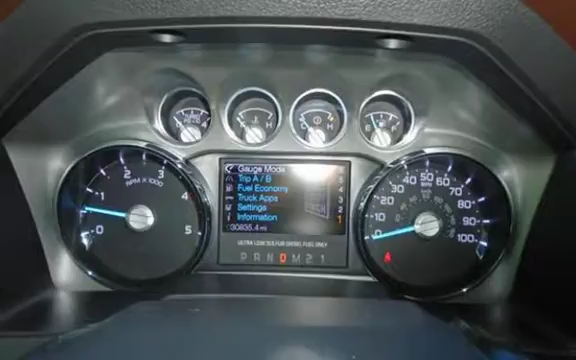 TURBO
C H
C H
E F
Gauge Mode
Trip A / B
Fuel Economy
Truck Apps
Settings
Information
30835.4 mi
ULTRA LOW SULFUR DIESEL FUEL ONLY
P R N D M 2 1
0 1 2 3 4 5
RPM X 1000
0 10 20 30 40 50 60 70 80 90 100
MPH